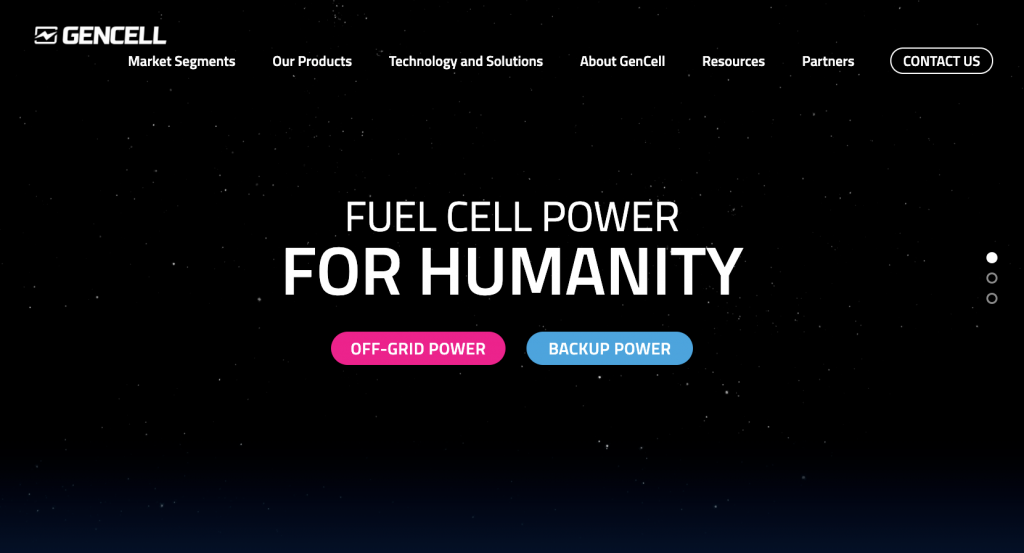 GENCELL
Market Segments Our Products Technology and Solutions About GenCell Resources Partners CONTACT US
FUEL CELL POWER
FOR HUMANITY
OFF-GRID POWER BACKUP POWER